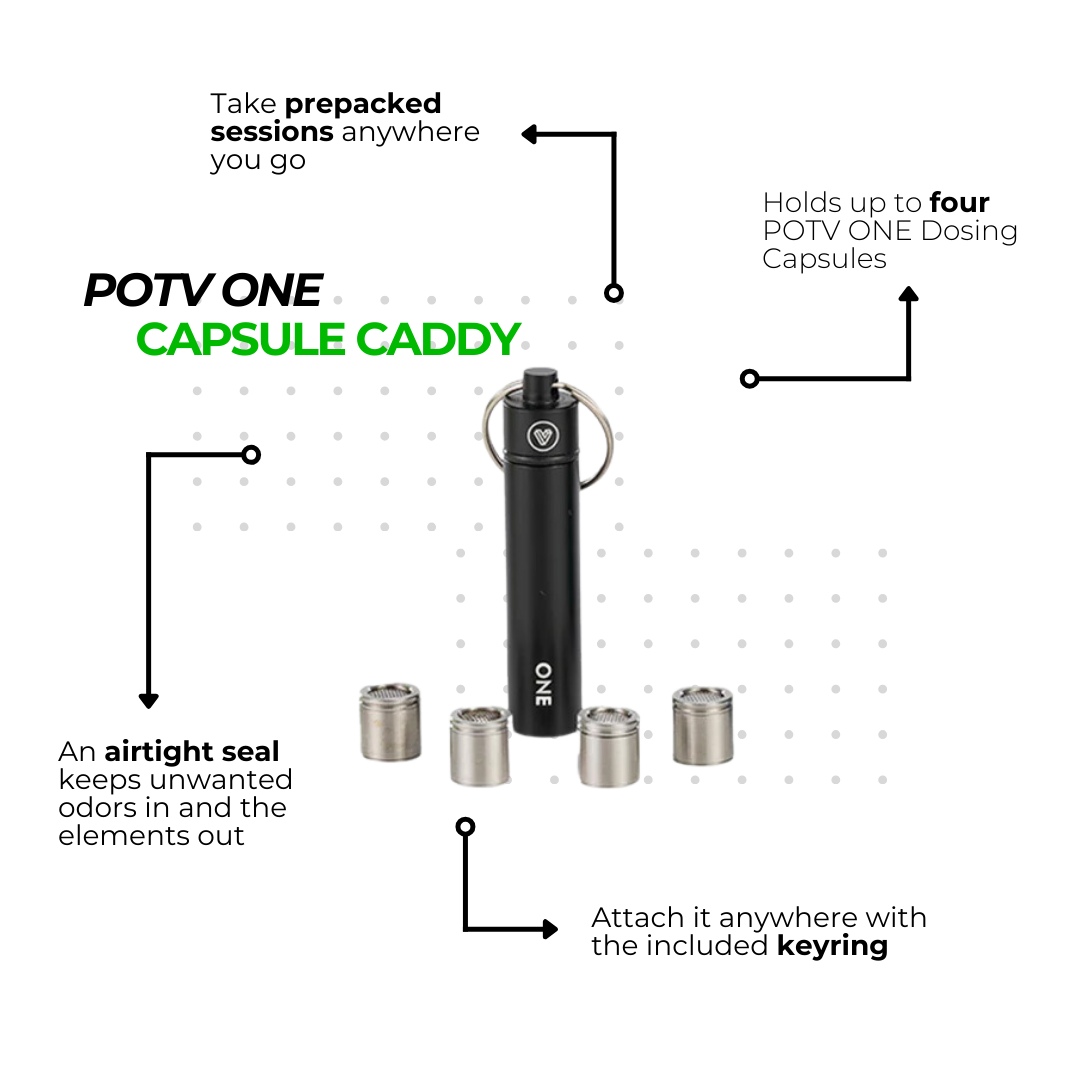 Take prepacked
sessions anywhere
you go
Holds up to four
POTV ONE Dosing
Capsules
POTV ONE
CAPSULE CADDY
ONE
An airtight seal
keeps unwanted
odors in and the
elements out
Attach it anywhere with
the included keyring